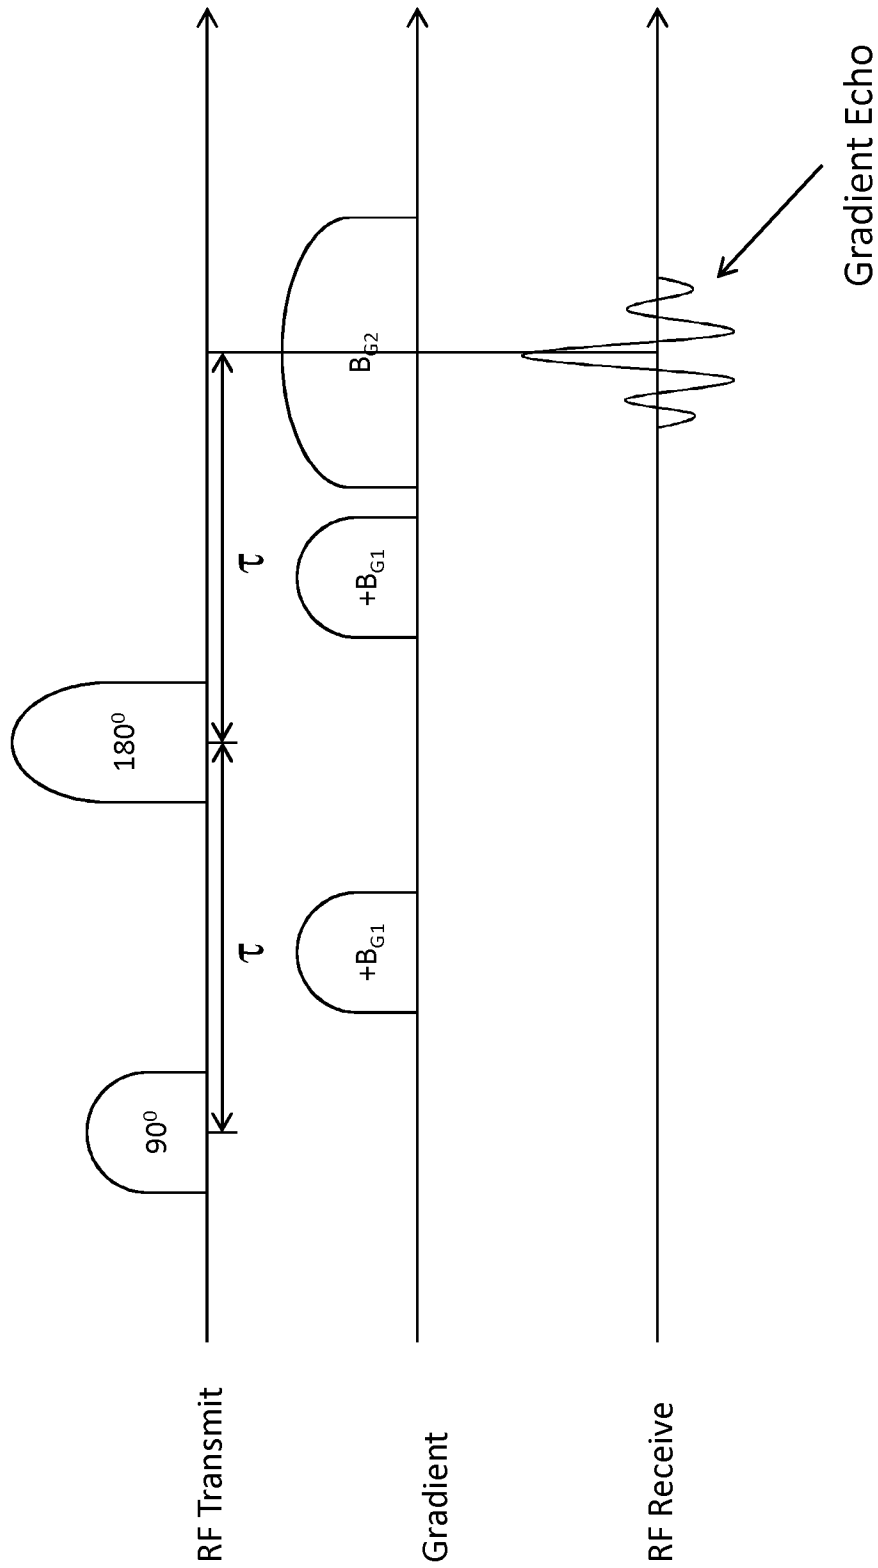 RF Transmit
90⁰
τ
180⁰
τ
Gradient
+B_G1
+B_G1
B_G2
RF Receive
Gradient Echo